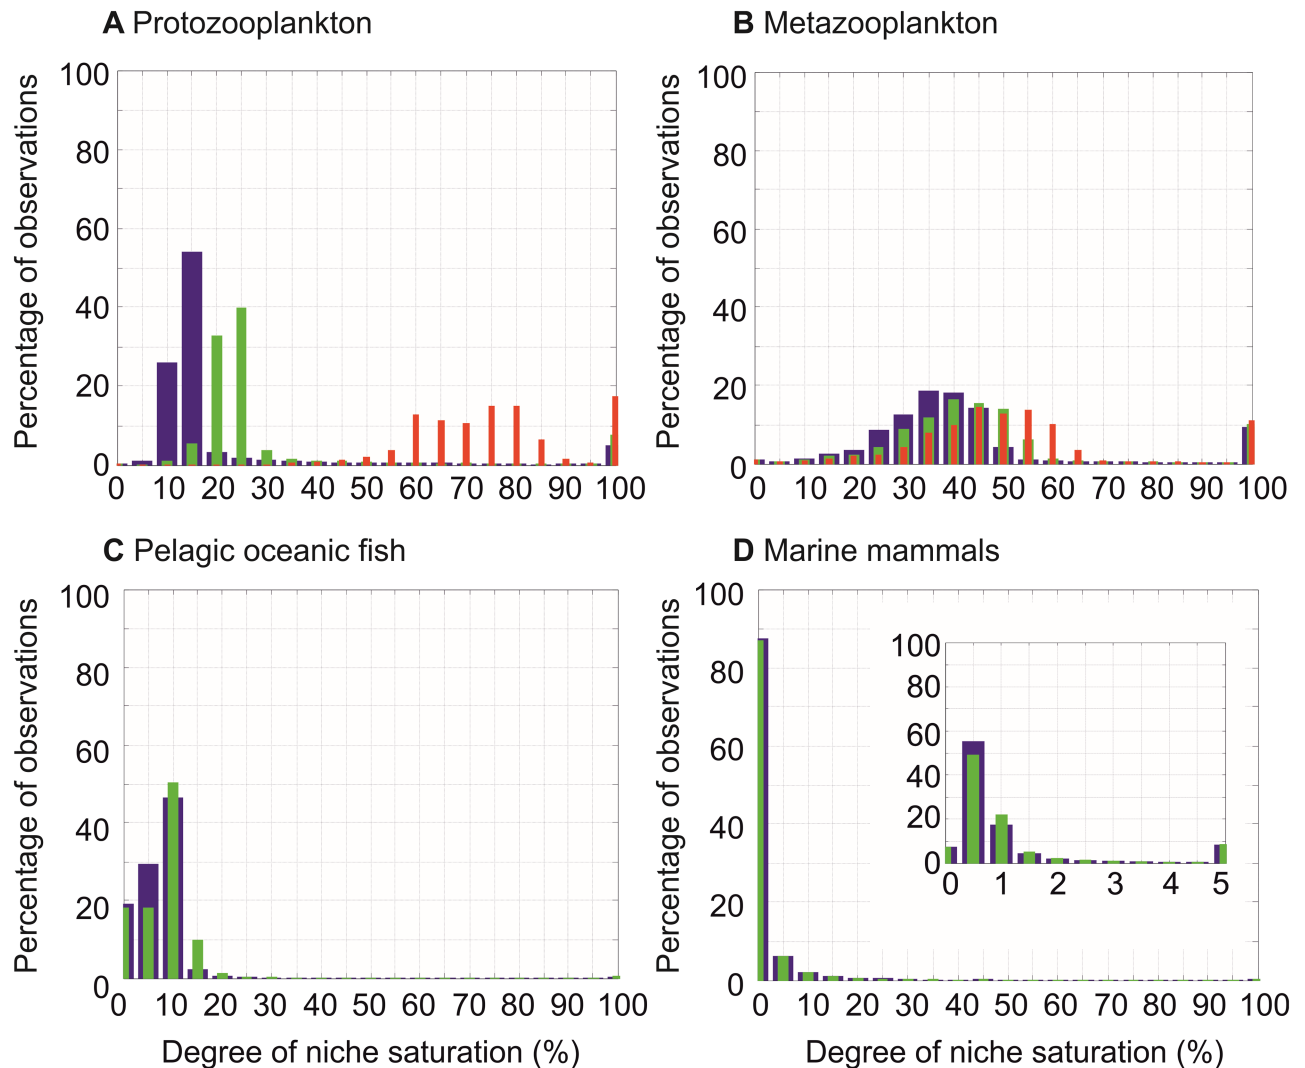 A Protozooplankton
Percentage of observations
100
80
60
40
20
0
0 10 20 30 40 50 60 70 80 90 100
B Metazooplankton
Percentage of observations
100
80
60
40
20
0
0 10 20 30 40 50 60 70 80 90 100
C Pelagic oceanic fish
Percentage of observations
100
80
60
40
20
0
0 10 20 30 40 50 60 70 80 90 100
Degree of niche saturation (%)
D Marine mammals
Percentage of observations
100
80
60
40
20
0
0 10 20 30 40 50 60 70 80 90 100
Degree of niche saturation (%)
100
80
60
40
20
0
0 1 2 3 4 5